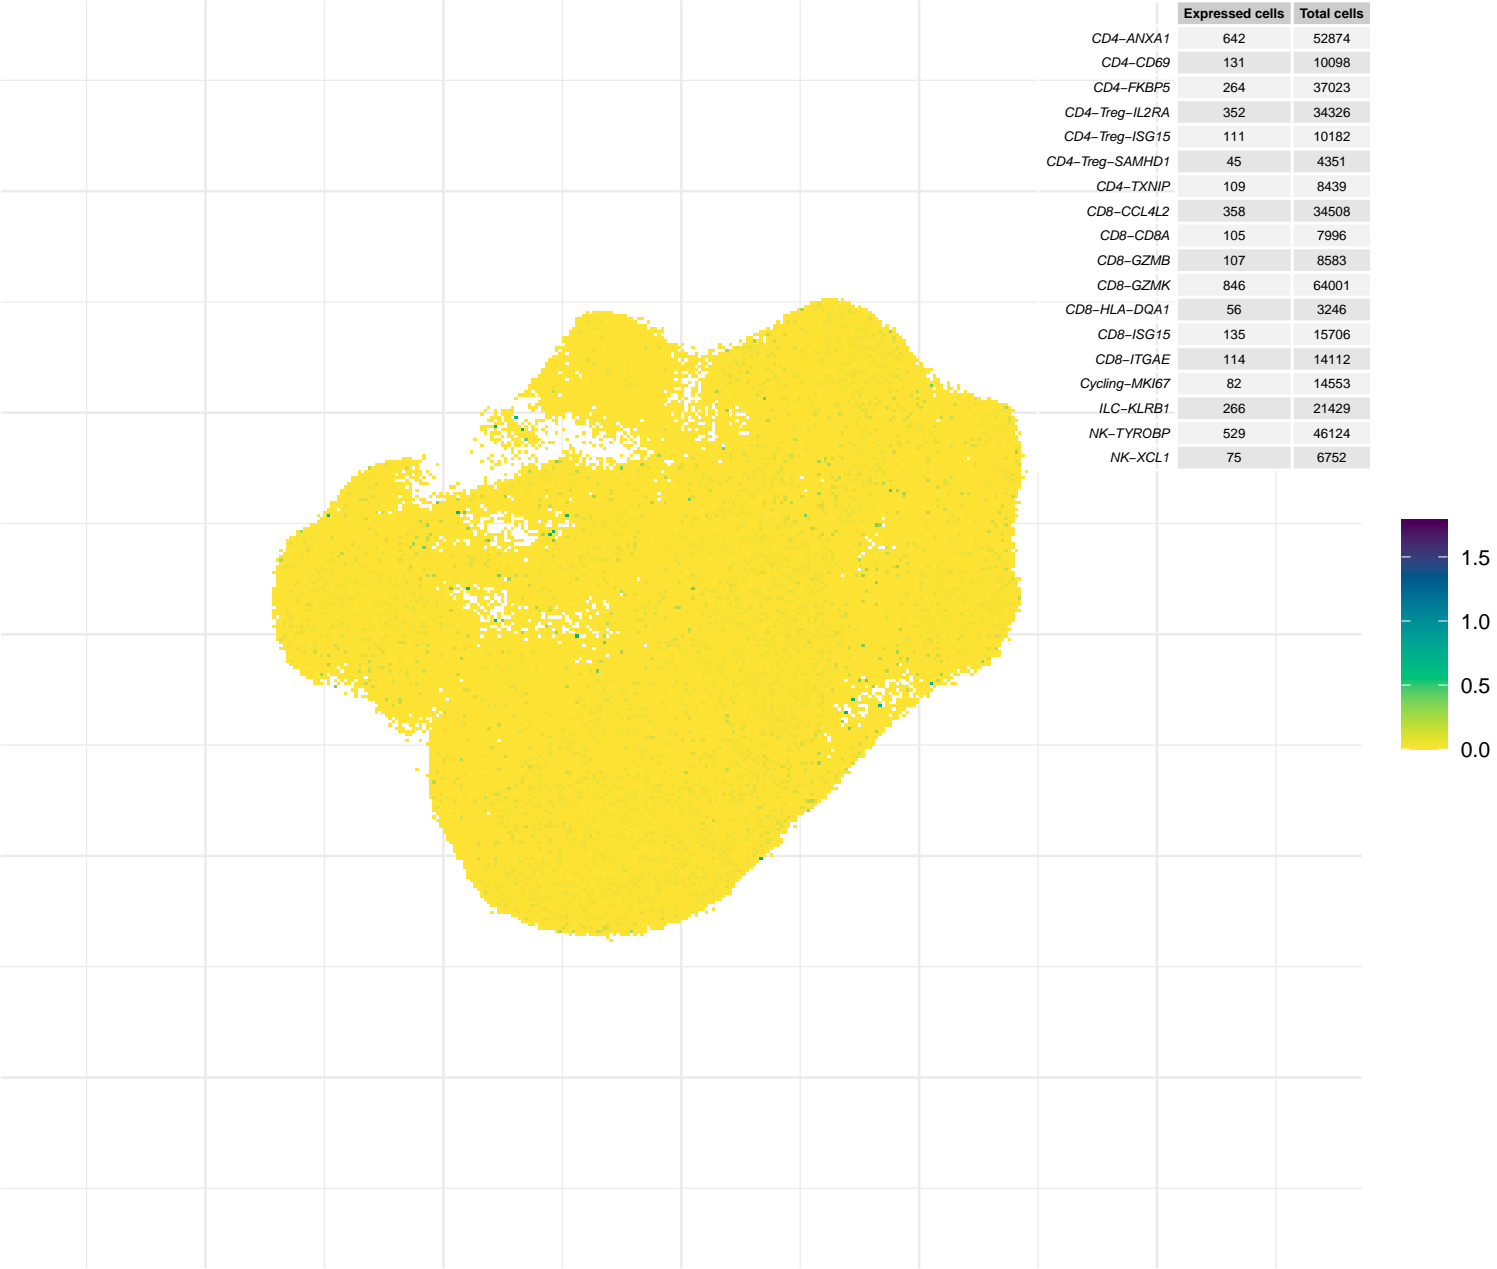 Expressed cells Total cells
CD4−ANXA1 642 52874
CD4−CD69 131 10098
CD4−FKBP5 264 37023
CD4−Treg−IL2RA 352 34326
CD4−Treg−ISG15 111 10182
CD4−Treg−SAMHD1 45 4351
CD4−TXNIP 109 8439
CD8−CCL4L2 358 34508
CD8−CD8A 105 7996
CD8−GZMB 107 8583
CD8−GZMK 846 64001
CD8−HLA−DQA1 56 3246
CD8−ISG15 135 15706
CD8−ITGAE 114 14112
Cycling−MKI67 82 14553
ILC−KLRB1 266 21429
NK−TYROBP 529 46124
NK−XCL1 75 6752
1.5
1.0
0.5
0.0